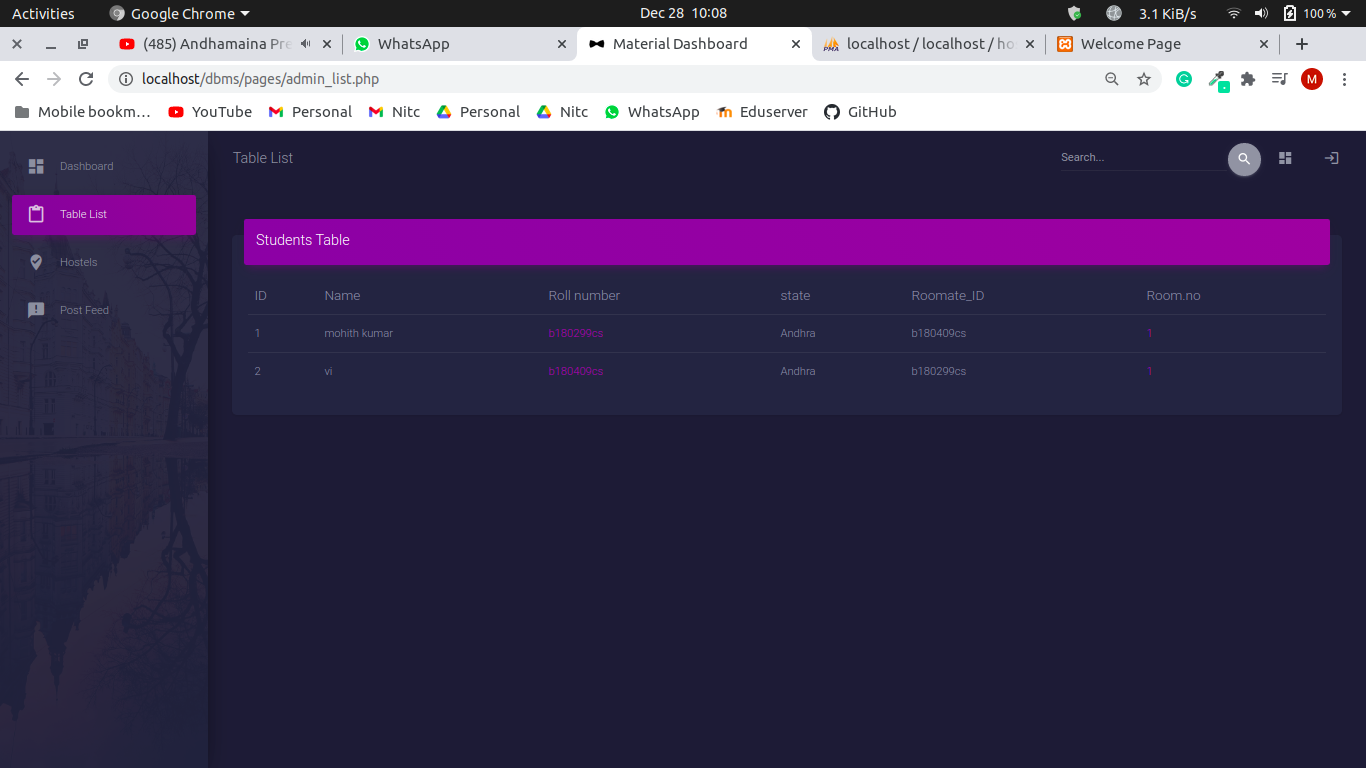 Activities Google Chrome Dec 28 10:08 3.1 KiB/s 100 %
(485) Andhamaina Pre WhatsApp Material Dashboard localhost / localhost / ho Welcome Page
localhost/dbms/pages/admin_list.php M
Mobile bookm… YouTube Personal Nitc Personal Nitc WhatsApp Eduserver GitHub
Dashboard
Table List
Hostels
Post Feed
Table List Search...
Students Table
ID Name Roll number state Roomate_ID Room.no
1 mohith kumar b180299cs Andhra b180409cs 1
2 vi b180409cs Andhra b180299cs 1